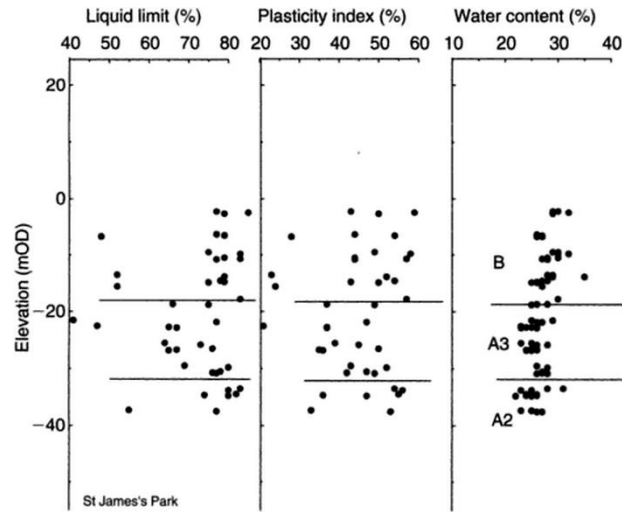 Liquid limit (%) Plasticity index (%) Water content (%)
41 50 60 70 80 20 30 40 50 60 10 20 30 40
Elevation (mOD)
20
0
−20
−40
B
A3
A2
St James's Park